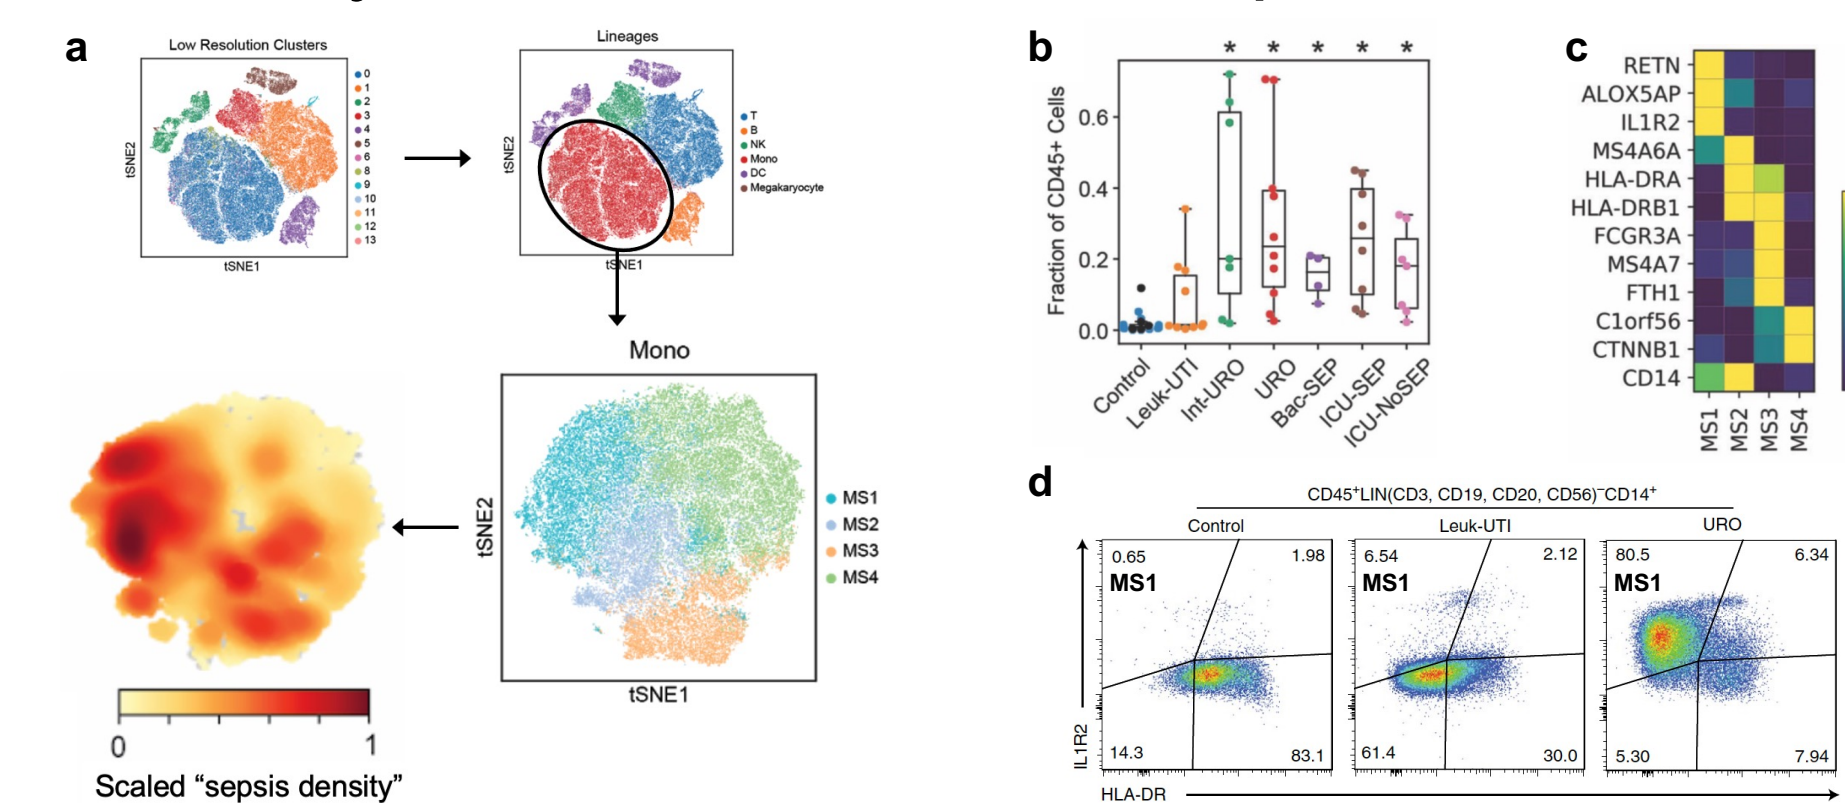 a
Low Resolution Clusters
tSNE2
tSNE1
0
1
2
3
4
5
6
8
9
10
11
12
13
Lineages
tSNE2
tSNE1
T
B
NK
Mono
DC
Megakaryocyte
Mono
tSNE2
tSNE1
MS1
MS2
MS3
MS4
0
1
Scaled “sepsis density”
b
* * * * *
Fraction of CD45+ Cells
0.6
0.4
0.2
0.0
Control
Leuk-UTI
Int-URO
URO
Bac-SEP
ICU-SEP
ICU-NoSEP
c
RETN
ALOX5AP
IL1R2
MS4A6A
HLA-DRA
HLA-DRB1
FCGR3A
MS4A7
FTH1
C1orf56
CTNNB1
CD14
MS1
MS2
MS3
MS4
d
CD45⁺LIN(CD3, CD19, CD20, CD56)⁻CD14⁺
Control
Leuk-UTI
URO
0.65
1.98
MS1
14.3
83.1
6.54
2.12
MS1
61.4
30.0
80.5
6.34
MS1
5.30
7.94
IL1R2
HLA-DR